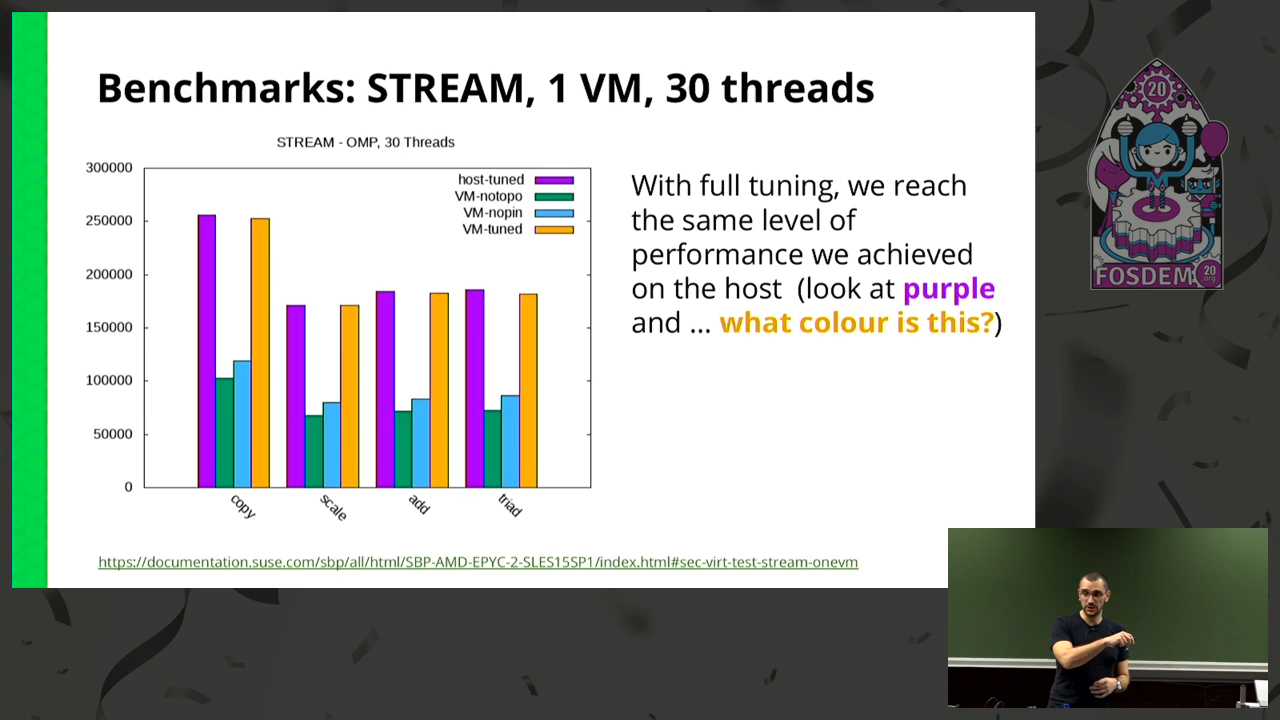 Benchmarks: STREAM, 1 VM, 30 threads
STREAM - OMP, 30 Threads
300000
250000
200000
150000
100000
50000
0
host-tuned
VM-notopo
VM-nopin
VM-tuned
copy
scale
add
triad
With full tuning, we reach
the same level of
performance we achieved
on the host (look at purple
and ... what colour is this?)
https://documentation.suse.com/sbp/all/html/SBP-AMD-EPYC-2-SLES15SP1/index.html#sec-virt-test-stream-onevm
20
FOSDEM
20
.org